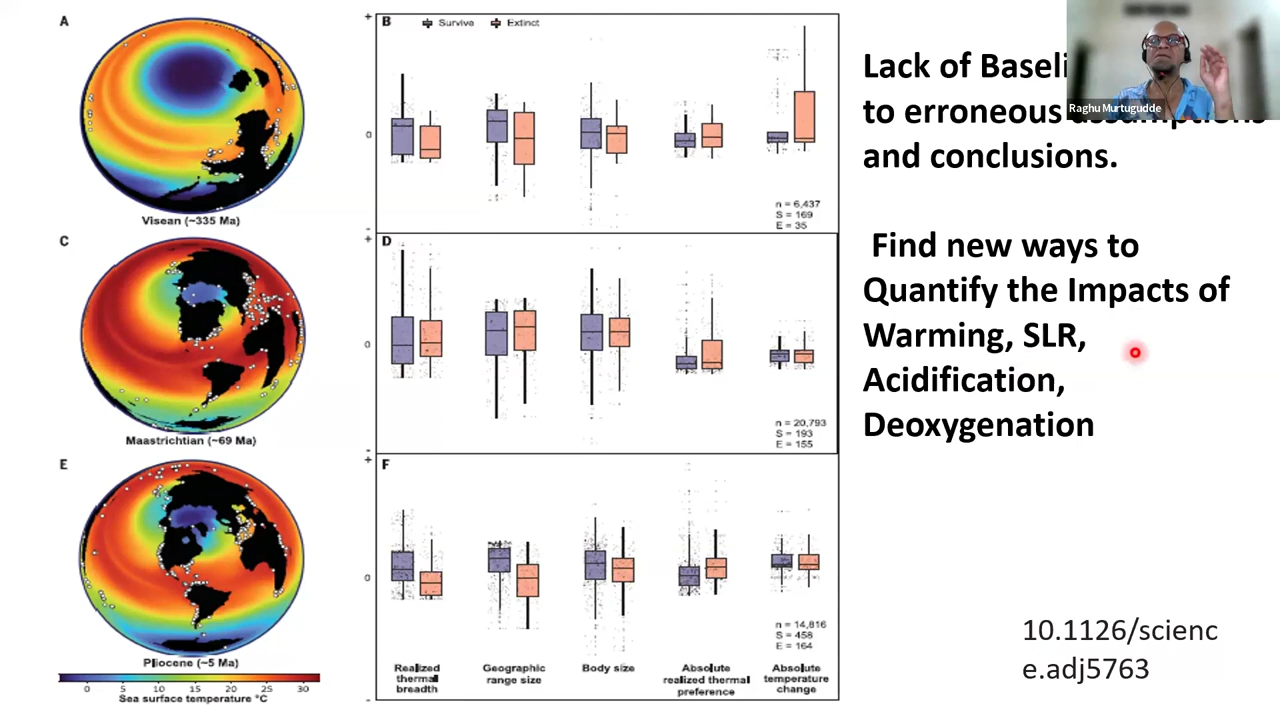 A
Visean (~335 Ma)
C
Maastrichtian (~69 Ma)
E
Pliocene (~5 Ma)
0 5 10 15 20 25 30
Sea surface temperature °C
B
Survive Extinct
+
0
-
n = 6,437
S = 169
E = 35
D
+
0
-
n = 20,793
S = 193
E = 155
F
+
0
-
n = 14,816
S = 458
E = 164
Realized
thermal
breadth
Geographic
range size
Body size
Absolute
realized thermal
preference
Absolute
temperature
change
Lack of
to erroneous assumptions
and conclusions.
Find new ways to
Quantify the Impacts of
Warming, SLR,
Acidification,
Deoxygenation
10.1126/scienc
e.adj5763
Raghu Murtugudde